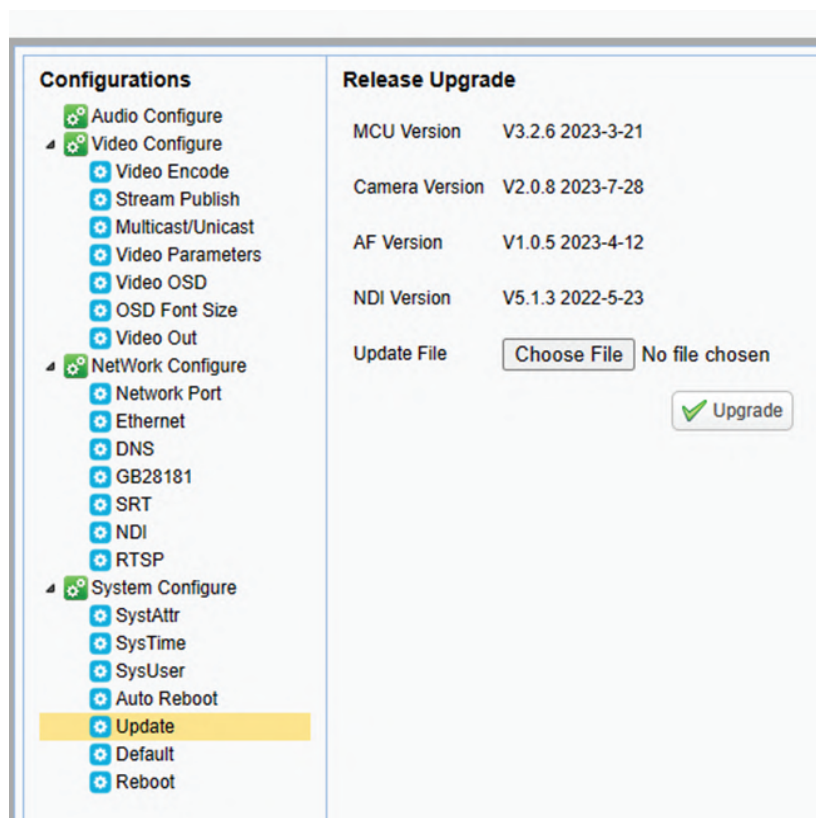 Configurations
Audio Configure
Video Configure
Video Encode
Stream Publish
Multicast/Unicast
Video Parameters
Video OSD
OSD Font Size
Video Out
NetWork Configure
Network Port
Ethernet
DNS
GB28181
SRT
NDI
RTSP
System Configure
SystAttr
SysTime
SysUser
Auto Reboot
Update
Default
Reboot
Release Upgrade
MCU Version V3.2.6 2023-3-21
Camera Version V2.0.8 2023-7-28
AF Version V1.0.5 2023-4-12
NDI Version V5.1.3 2022-5-23
Update File Choose File No file chosen
Upgrade